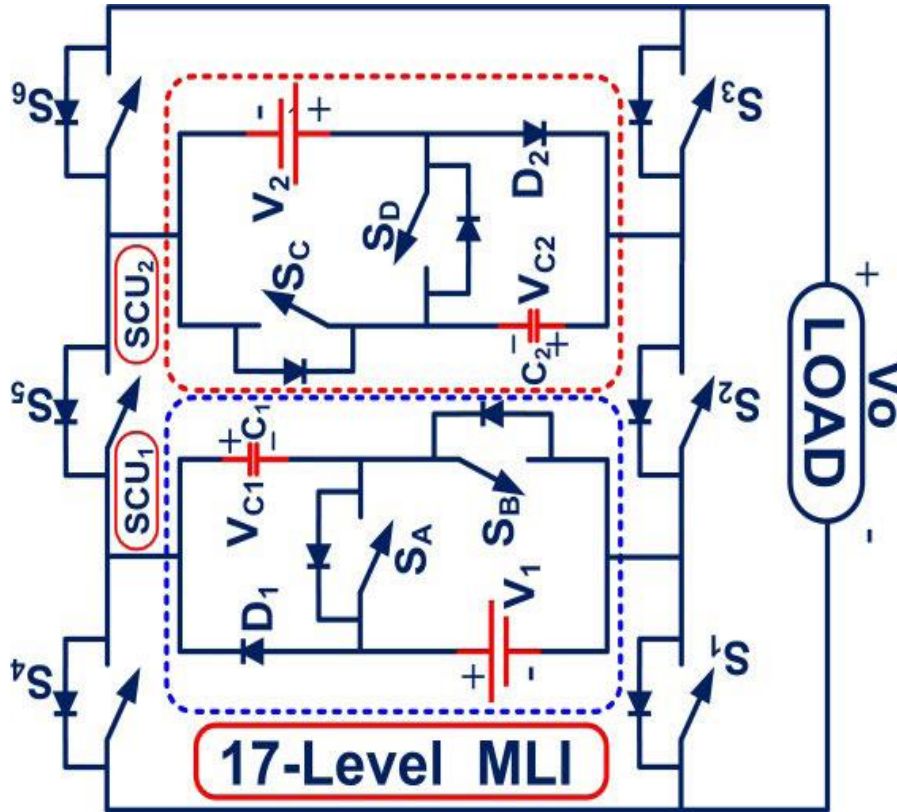 S6
S3
-
+
V2
D2
SC
SD
VC2
SCU2
-
+
C2
+
LOAD
Vo
-
S5
S2
+
C1
-
VC1
SCU1
SA
SB
D1
V1
+
-
S4
S1
17-Level MLI